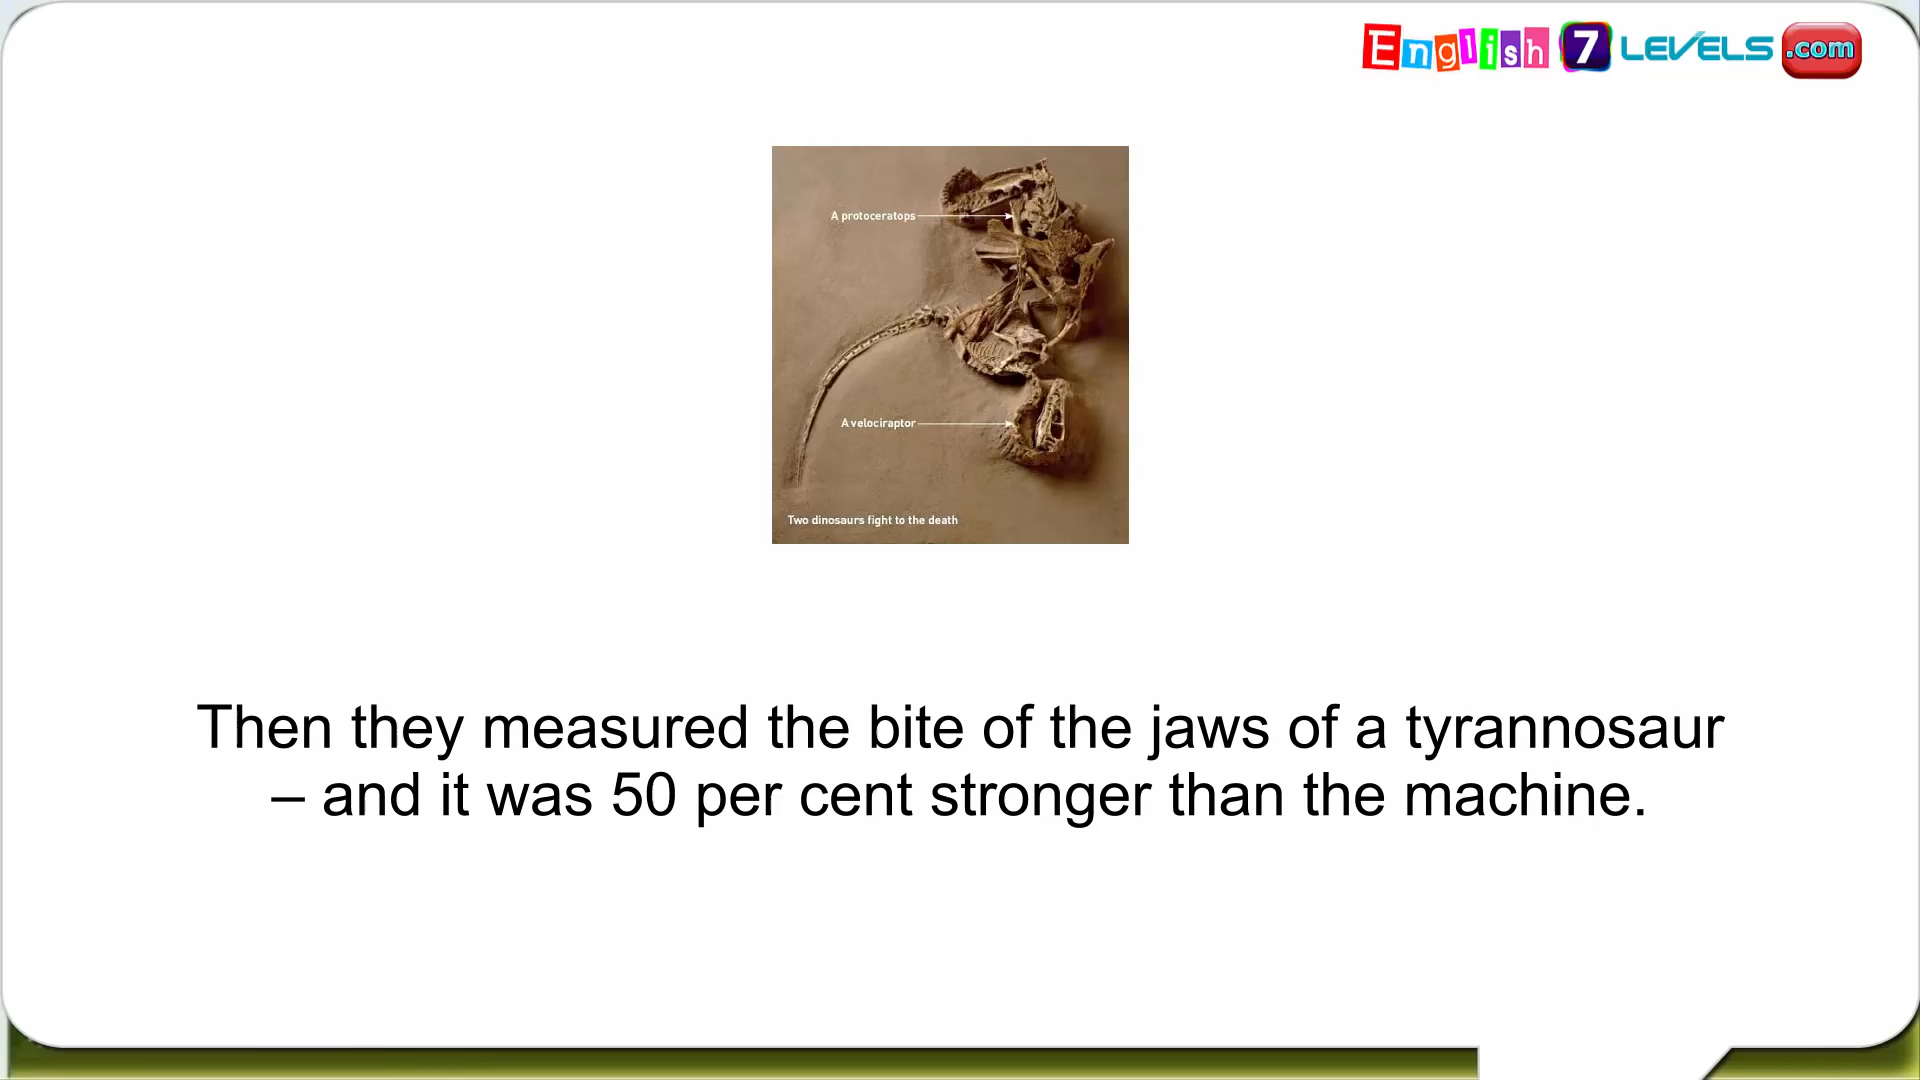 English 7 LEVELS .com
A protoceratops
A velociraptor
Two dinosaurs fight to the death
Then they measured the bite of the jaws of a tyrannosaur
– and it was 50 per cent stronger than the machine.